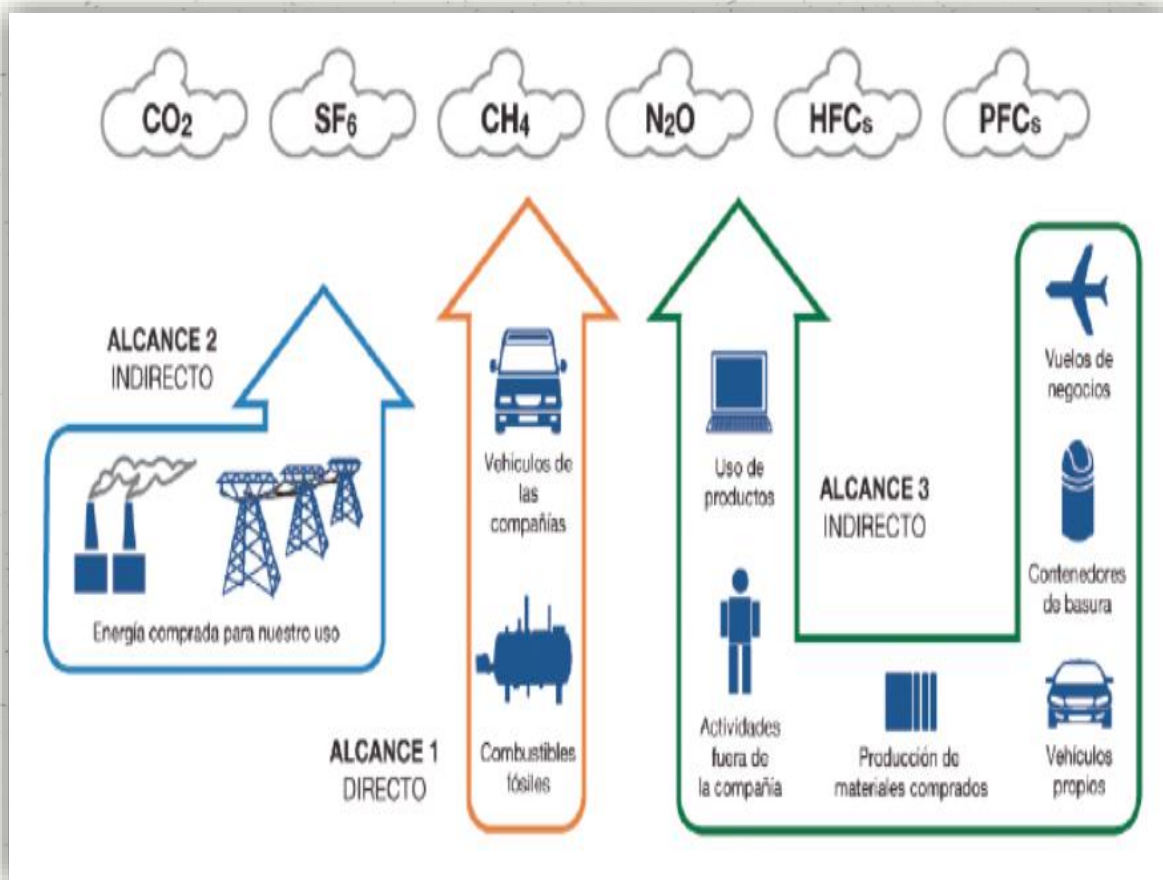 CO2
SF6
CH4
N2O
HFCs
PFCs
ALCANCE 2
INDIRECTO
Energía comprada para nuestro uso
ALCANCE 1
DIRECTO
Vehículos de
las
compañías
Combustibles
fósiles
Uso de
productos
Actividades
fuera de
la compañía
ALCANCE 3
INDIRECTO
Producción de
materiales comprados
Vuelos de
negocios
Contenedores
de basura
Vehículos
propios